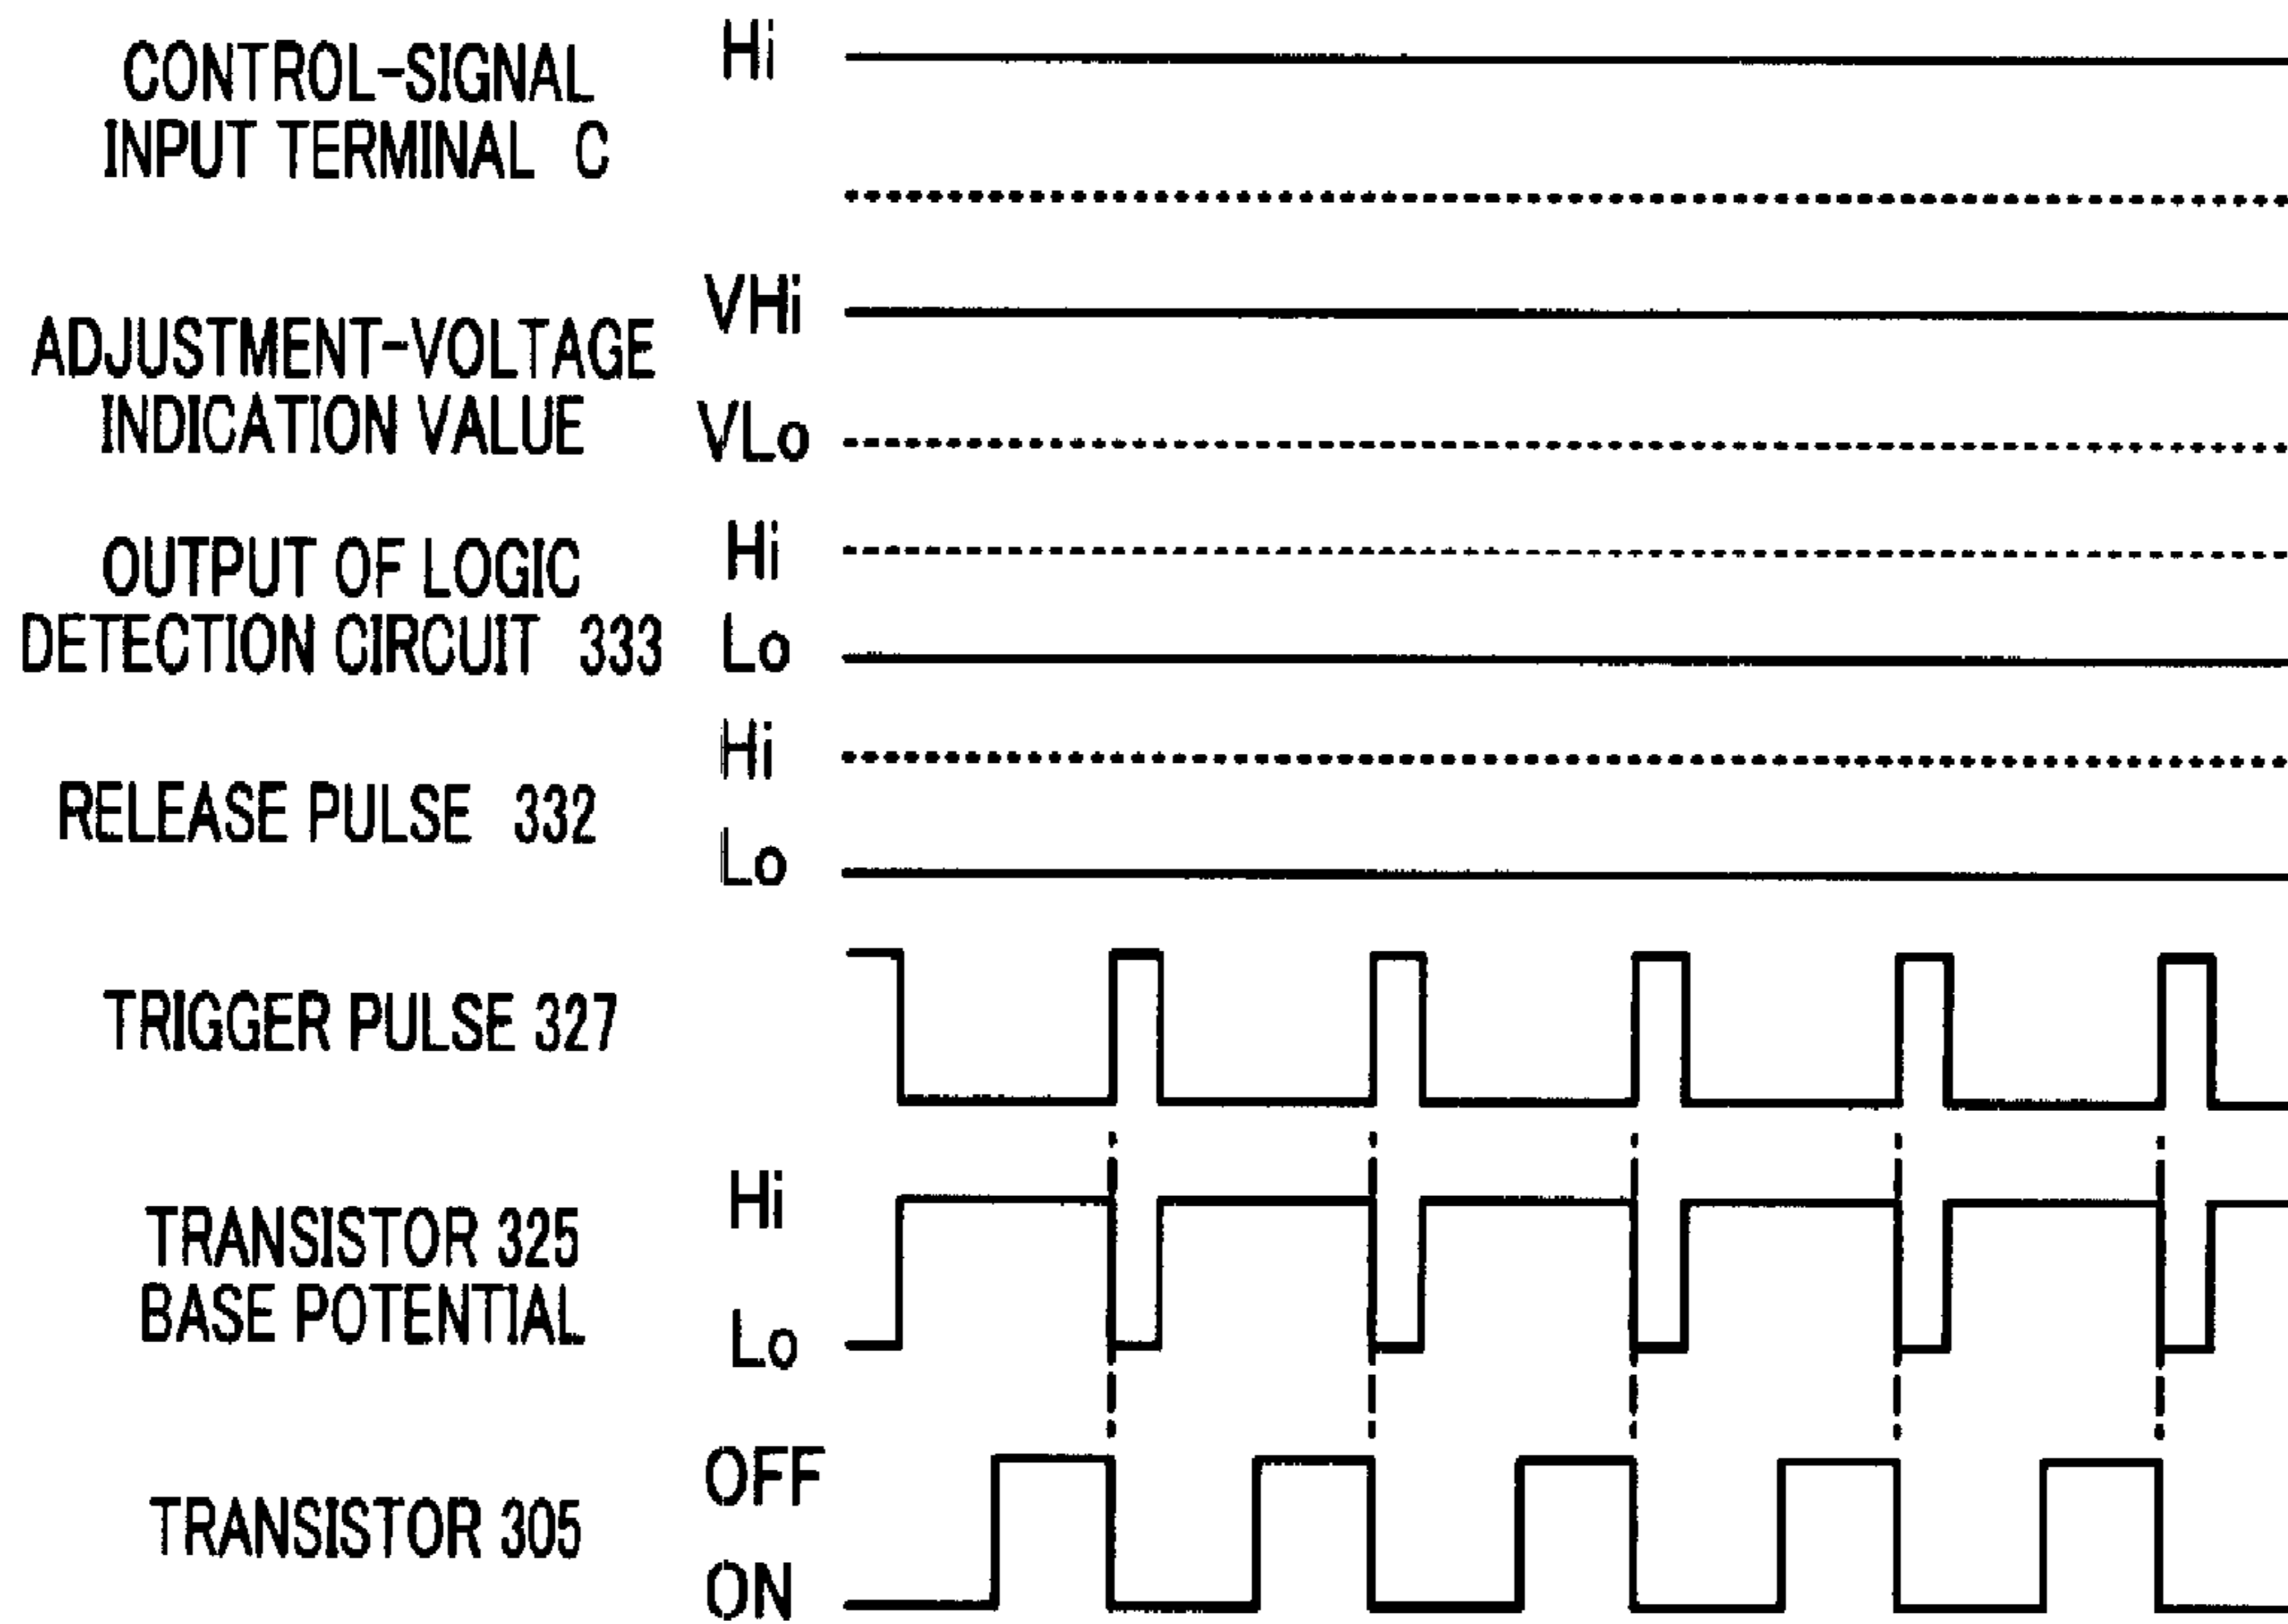 CONTROL-SIGNAL
INPUT TERMINAL C
Hi
ADJUSTMENT-VOLTAGE
INDICATION VALUE
VHi
VLo
OUTPUT OF LOGIC
DETECTION CIRCUIT 333
Hi
Lo
RELEASE PULSE 332
Hi
Lo
TRIGGER PULSE 327
TRANSISTOR 325
BASE POTENTIAL
Hi
Lo
TRANSISTOR 305
OFF
ON